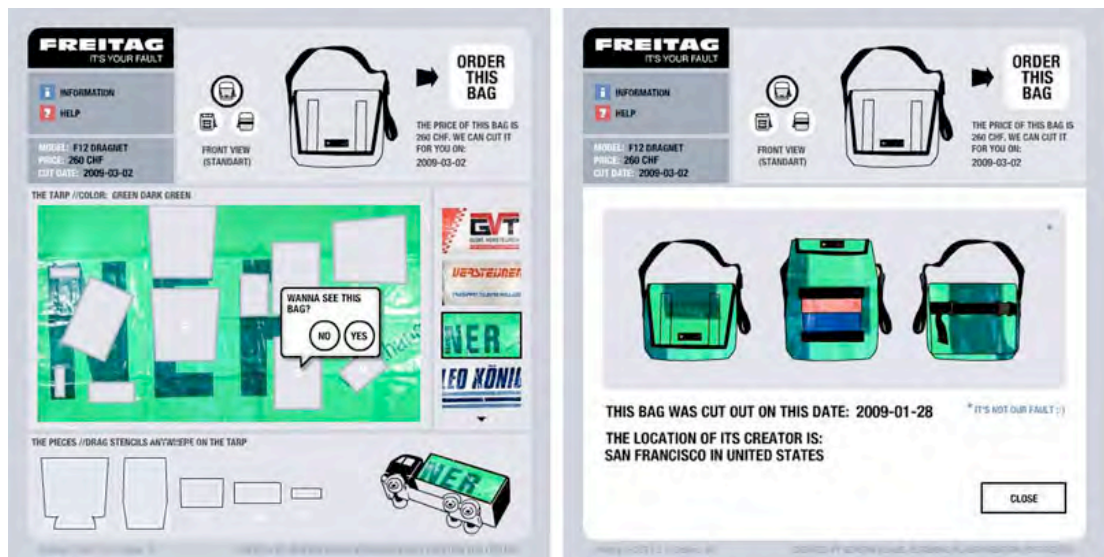 FREITAG
IT'S YOUR FAULT
INFORMATION
HELP
MODEL: F12 DRAGNET
PRICE: 260 CHF
CUT DATE: 2009-03-02
FRONT VIEW
(STANDART)
ORDER
THIS
BAG
THE PRICE OF THIS BAG IS
260 CHF. WE CAN CUT IT
FOR YOU ON:
2009-03-02
THE TARP //COLOR: GREEN DARK GREEN
WANNA SEE THIS
BAG?
NO YES
GVT
VERSTEIJNEN
NER
LEO KÖNIG
THE PIECES //DRAG STENCILS ANYWHERE ON THE TARP
NER
FREITAG
IT'S YOUR FAULT
INFORMATION
HELP
MODEL: F12 DRAGNET
PRICE: 260 CHF
CUT DATE: 2009-03-02
FRONT VIEW
(STANDART)
ORDER
THIS
BAG
THE PRICE OF THIS BAG IS
260 CHF. WE CAN CUT IT
FOR YOU ON:
2009-03-02
THIS BAG WAS CUT OUT ON THIS DATE: 2009-01-28
* IT'S NOT OUR FAULT ;-)
THE LOCATION OF ITS CREATOR IS:
SAN FRANCISCO IN UNITED STATES
CLOSE